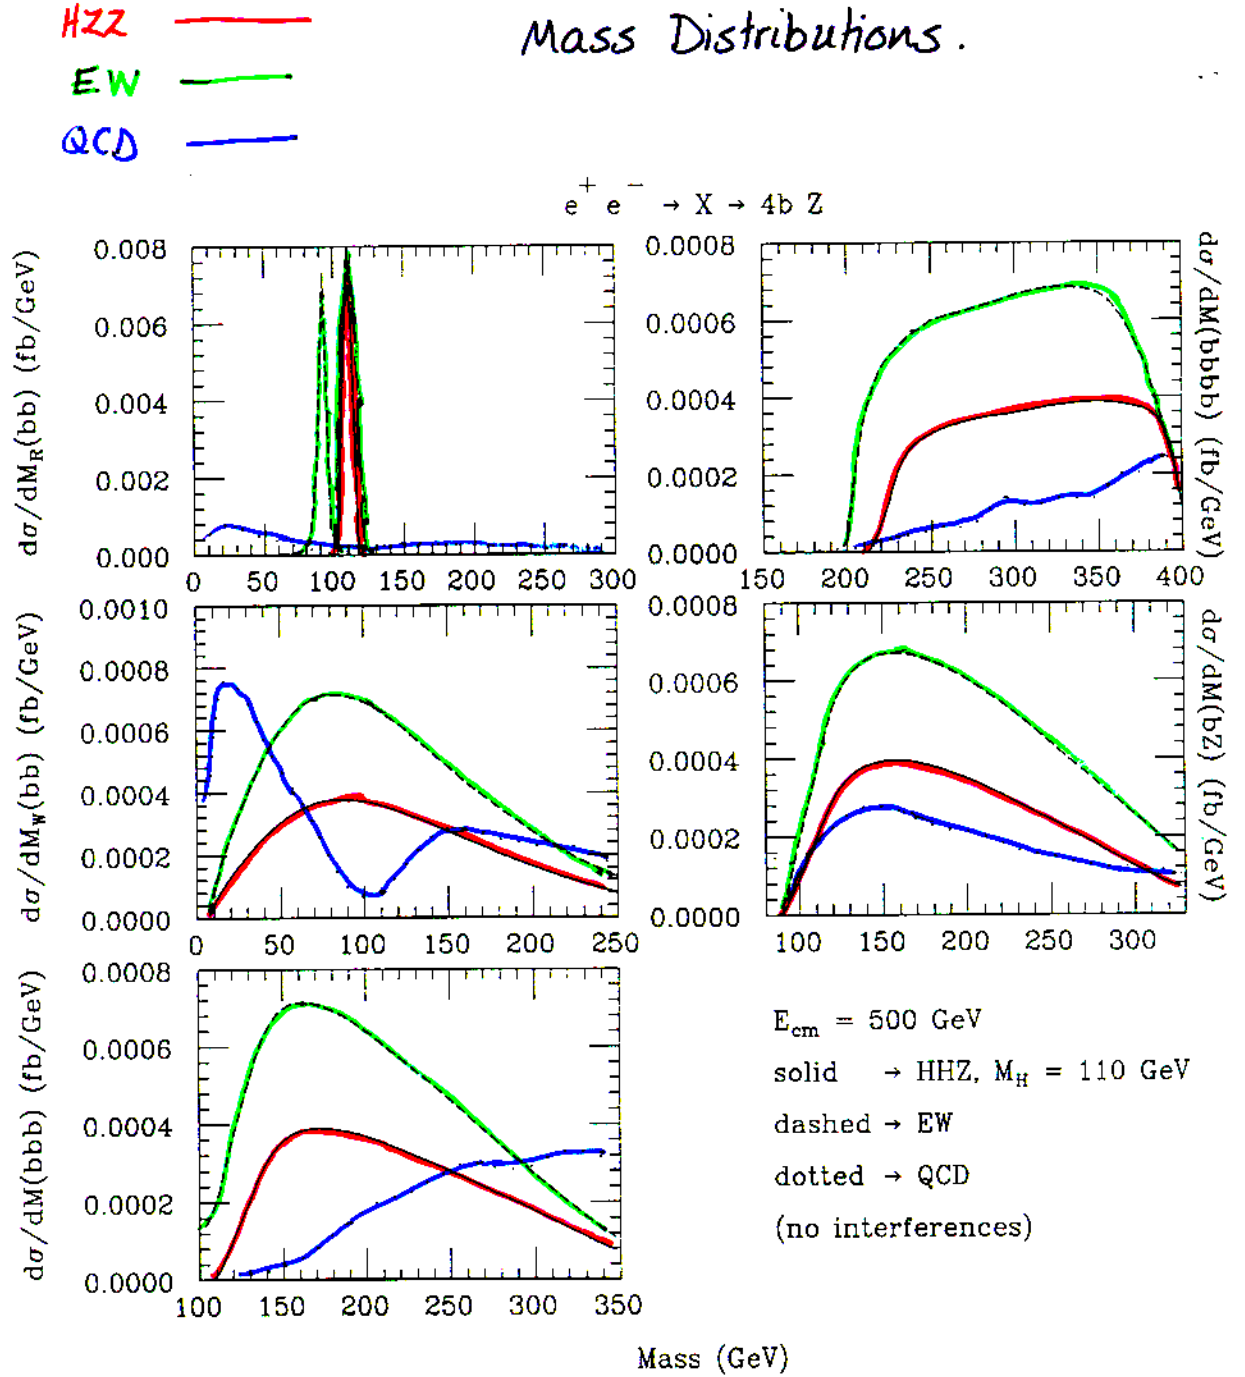 HZZ
Mass Distributions.
EW
QCD
e⁺ e⁻ → X → 4b Z
dσ/dM_R(bb) (fb/GeV)
0.008
0.006
0.004
0.002
0.000
0 50 100 150 200 250 300
0.0008
0.0006
0.0004
0.0002
0.0000
150 200 250 300 350 400
dσ/dM(bbbb) (fb/GeV)
dσ/dM_W(bb) (fb/GeV)
0.0010
0.0008
0.0006
0.0004
0.0002
0.0000
0 50 100 150 200 250
0.0008
0.0006
0.0004
0.0002
0.0000
100 150 200 250 300
dσ/dM(bZ) (fb/GeV)
dσ/dM(bbb) (fb/GeV)
0.0008
0.0006
0.0004
0.0002
0.0000
100 150 200 250 300 350
E_cm = 500 GeV
solid → HHZ, M_H = 110 GeV
dashed → EW
dotted → QCD
(no interferences)
Mass (GeV)